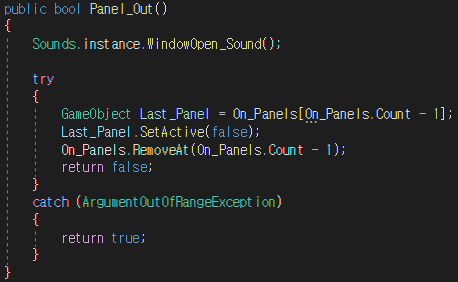 public bool Panel_Out()
{
Sounds.instance.WindowOpen_Sound();
try
{
GameObject Last_Panel = On_Panels[On_Panels.Count - 1];
Last_Panel.SetActive(false);
On_Panels.RemoveAt(On_Panels.Count - 1);
return false;
}
catch (ArgumentOutOfRangeException)
{
return true;
}
}